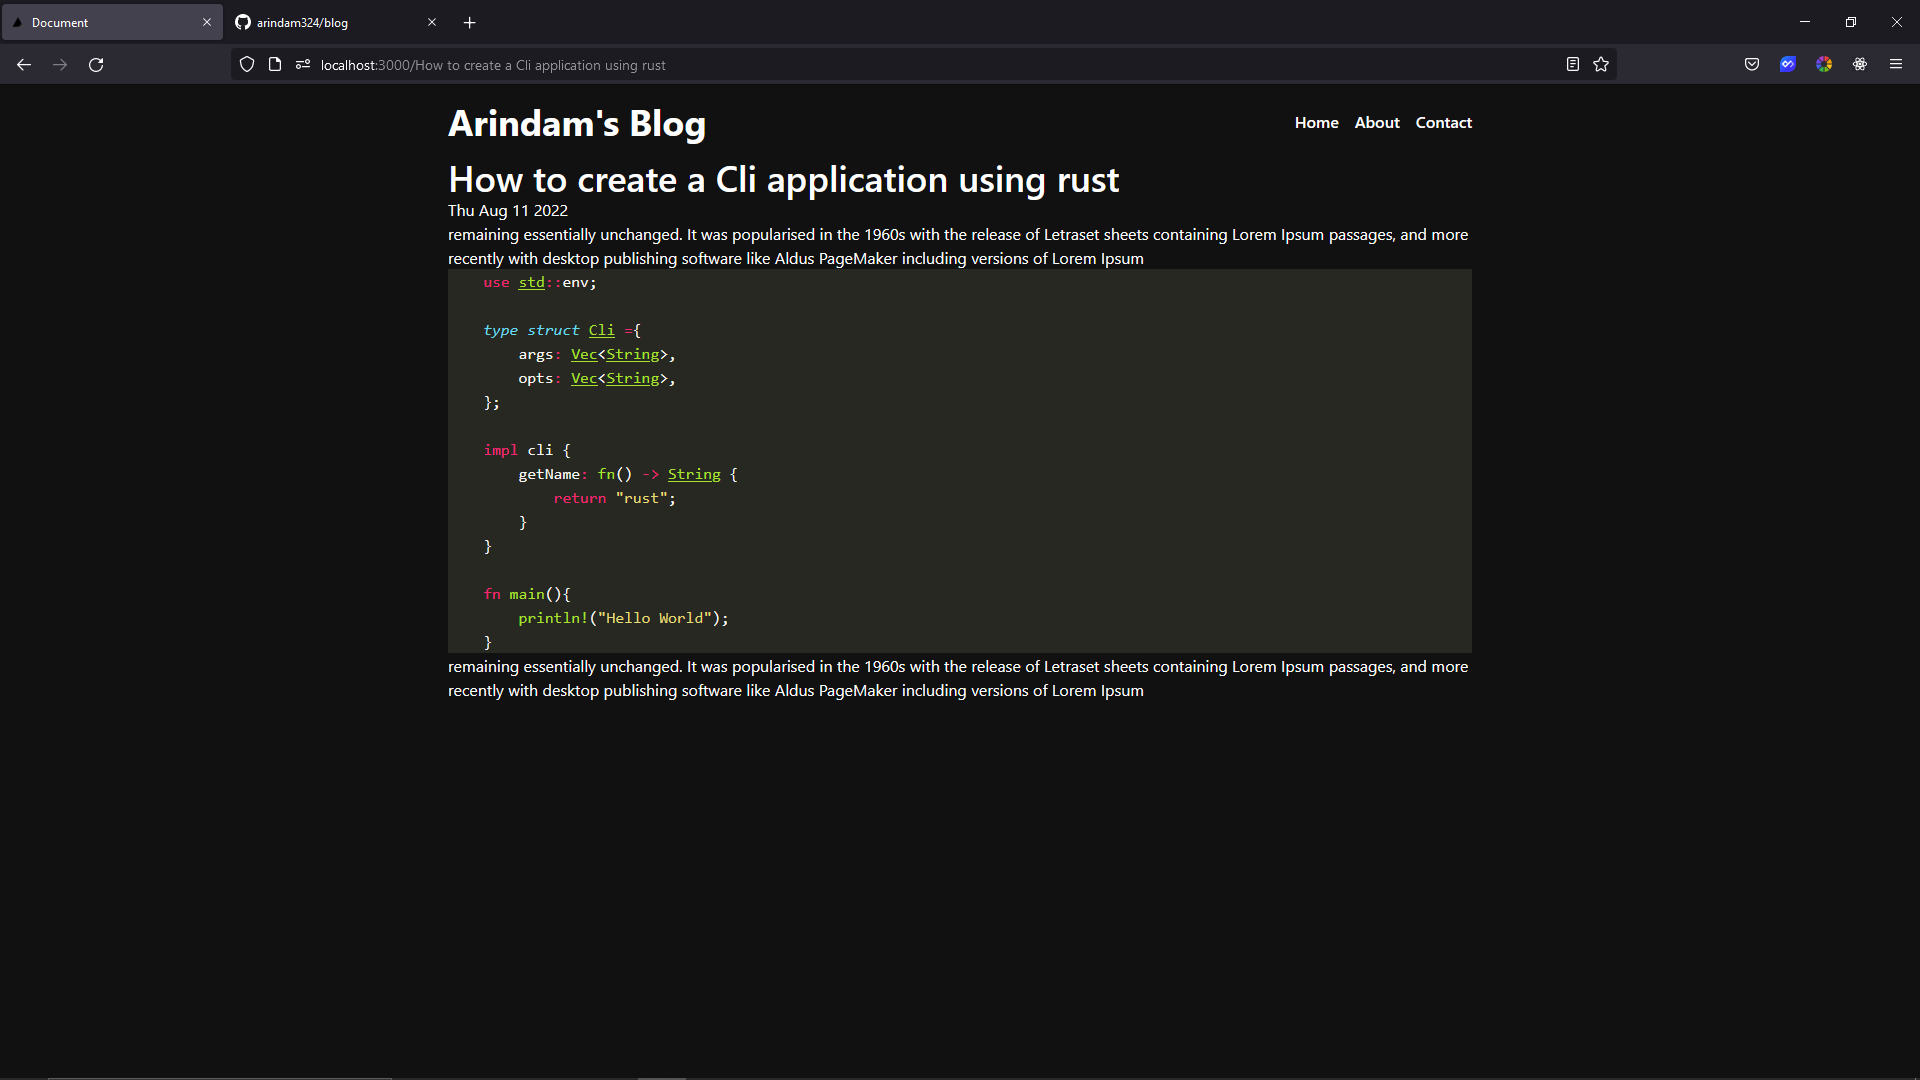 Document
arindam324/blog
localhost:3000/How to create a Cli application using rust
Arindam's Blog
Home About Contact
How to create a Cli application using rust
Thu Aug 11 2022
remaining essentially unchanged. It was popularised in the 1960s with the release of Letraset sheets containing Lorem Ipsum passages, and more
recently with desktop publishing software like Aldus PageMaker including versions of Lorem Ipsum
use std::env;
type struct Cli ={
    args: Vec<String>,
    opts: Vec<String>,
};
impl cli {
    getName: fn() -> String {
        return "rust";
    }
}
fn main(){
    println!("Hello World");
}
remaining essentially unchanged. It was popularised in the 1960s with the release of Letraset sheets containing Lorem Ipsum passages, and more
recently with desktop publishing software like Aldus PageMaker including versions of Lorem Ipsum